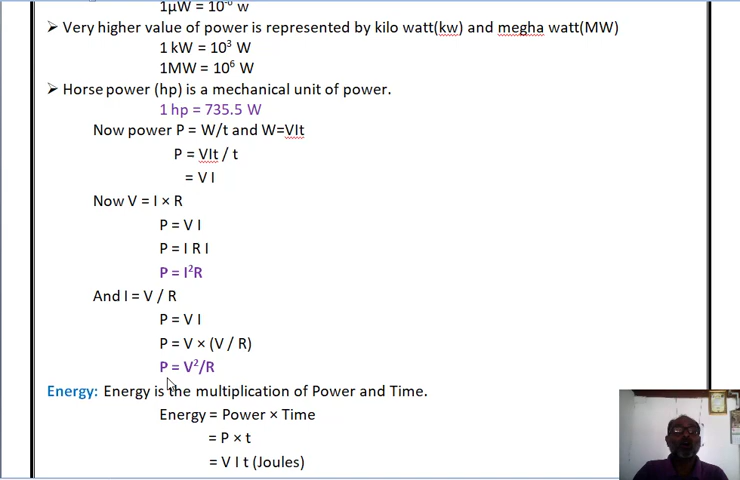 1μW = 10⁻⁶ w
➢ Very higher value of power is represented by kilo watt(kw) and megha watt(MW)
1 kW = 10³ W
1MW = 10⁶ W
➢ Horse power (hp) is a mechanical unit of power.
1 hp = 735.5 W
Now power P = W/t and W=VIt
P = VIt / t
= V I
Now V = I × R
P = V I
P = I R I
P = I²R
And I = V / R
P = V I
P = V × (V / R)
P = V²/R
Energy: Energy is the multiplication of Power and Time.
Energy = Power × Time
= P × t
= V I t (Joules)